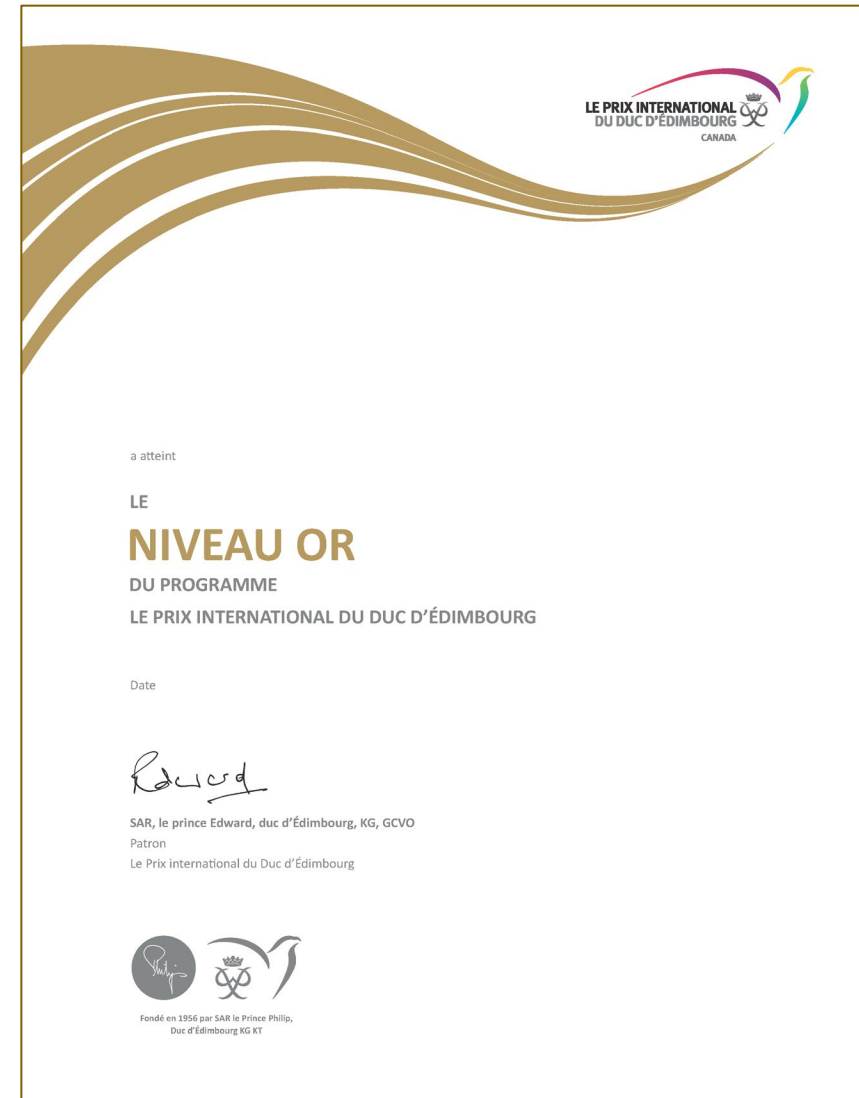 LE PRIX INTERNATIONAL
DU DUC D'ÉDIMBOURG
CANADA
a atteint
LE
NIVEAU OR
DU PROGRAMME
LE PRIX INTERNATIONAL DU DUC D'ÉDIMBOURG
Date
Edward
SAR, le prince Edward, duc d'Édimbourg, KG, GCVO
Patron
Le Prix international du Duc d'Édimbourg
Philip
Fondé en 1956 par SAR le Prince Philip,
Duc d'Édimbourg KG KT